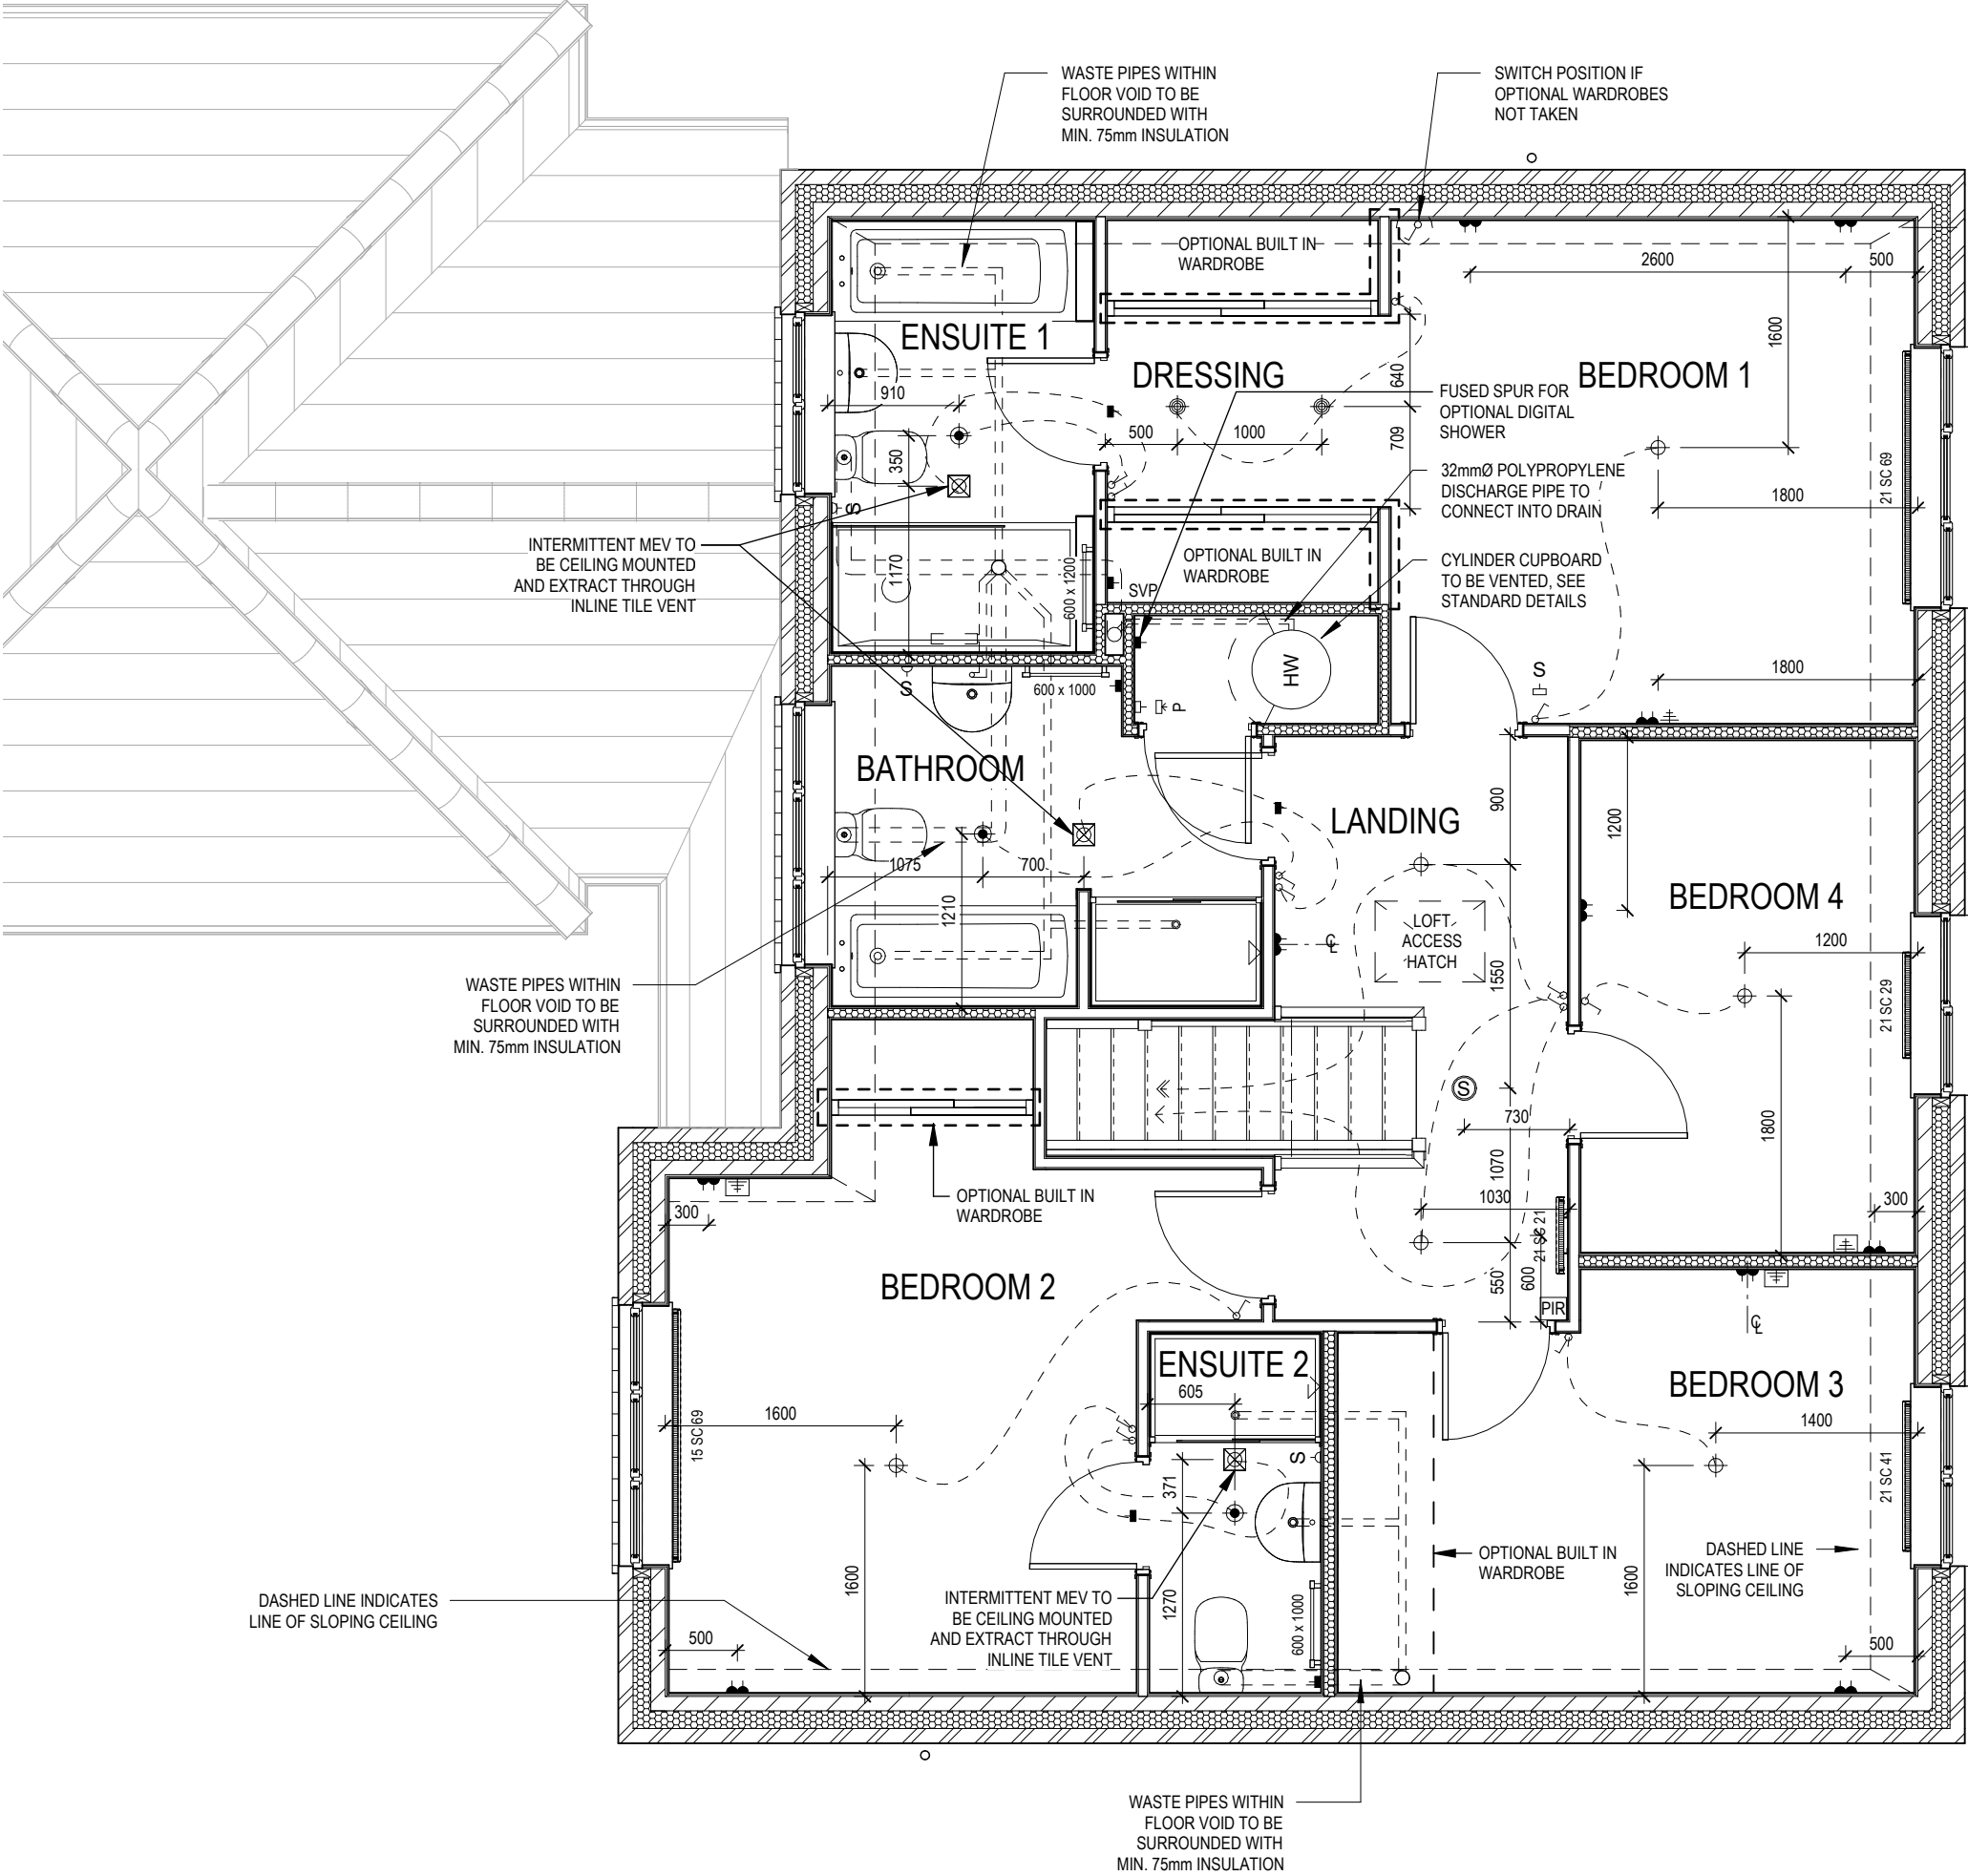 WASTE PIPES WITHIN
FLOOR VOID TO BE
SURROUNDED WITH
MIN. 75mm INSULATION
SWITCH POSITION IF
OPTIONAL WARDROBES
NOT TAKEN
OPTIONAL BUILT IN
WARDROBE
2600
500
1600
ENSUITE 1
DRESSING
BEDROOM 1
640
910
FUSED SPUR FOR
OPTIONAL DIGITAL
SHOWER
500
1000
709
350
32mmØ POLYPROPYLENE
DISCHARGE PIPE TO
CONNECT INTO DRAIN
21 SC 69
1800
S
INTERMITTENT MEV TO
BE CEILING MOUNTED
AND EXTRACT THROUGH
INLINE TILE VENT
1170
600 x 1200
OPTIONAL BUILT IN
WARDROBE
SVP
CYLINDER CUPBOARD
TO BE VENTED, SEE
STANDARD DETAILS
HW
S
1800
S
600 x 1000
P
BATHROOM
900
1200
LANDING
1075
700
1210
BEDROOM 4
LOFT
ACCESS
HATCH
℄
1200
1550
21 SC 29
WASTE PIPES WITHIN
FLOOR VOID TO BE
SURROUNDED WITH
MIN. 75mm INSULATION
S
730
1800
1070
OPTIONAL BUILT IN
WARDROBE
300
1030
300
21 SC 21
BEDROOM 2
550
600
PIR
℄
ENSUITE 2
605
BEDROOM 3
1600
15 SC 69
1400
S
371
21 SC 41
1600
1270
INTERMITTENT MEV TO
BE CEILING MOUNTED
AND EXTRACT THROUGH
INLINE TILE VENT
600 x 1000
OPTIONAL BUILT IN
WARDROBE
1600
DASHED LINE
INDICATES LINE OF
SLOPING CEILING
DASHED LINE INDICATES
LINE OF SLOPING CEILING
500
500
WASTE PIPES WITHIN
FLOOR VOID TO BE
SURROUNDED WITH
MIN. 75mm INSULATION